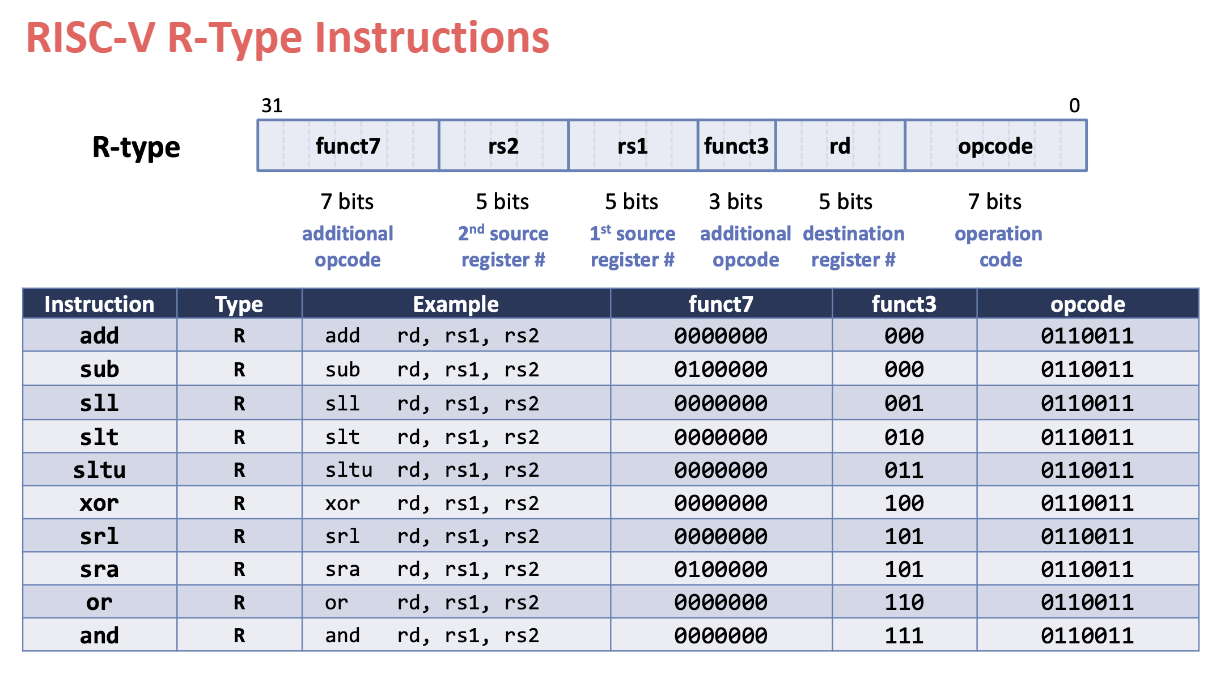 RISC-V R-Type Instructions
31 0
R-type funct7 rs2 rs1 funct3 rd opcode
7 bits 5 bits 5 bits 3 bits 5 bits 7 bits
additional 2nd source 1st source additional destination operation
opcode register # register # opcode register # code
Instruction Type Example funct7 funct3 opcode
add R add rd, rs1, rs2 0000000 000 0110011
sub R sub rd, rs1, rs2 0100000 000 0110011
sll R sll rd, rs1, rs2 0000000 001 0110011
slt R slt rd, rs1, rs2 0000000 010 0110011
sltu R sltu rd, rs1, rs2 0000000 011 0110011
xor R xor rd, rs1, rs2 0000000 100 0110011
srl R srl rd, rs1, rs2 0000000 101 0110011
sra R sra rd, rs1, rs2 0100000 101 0110011
or R or rd, rs1, rs2 0000000 110 0110011
and R and rd, rs1, rs2 0000000 111 0110011